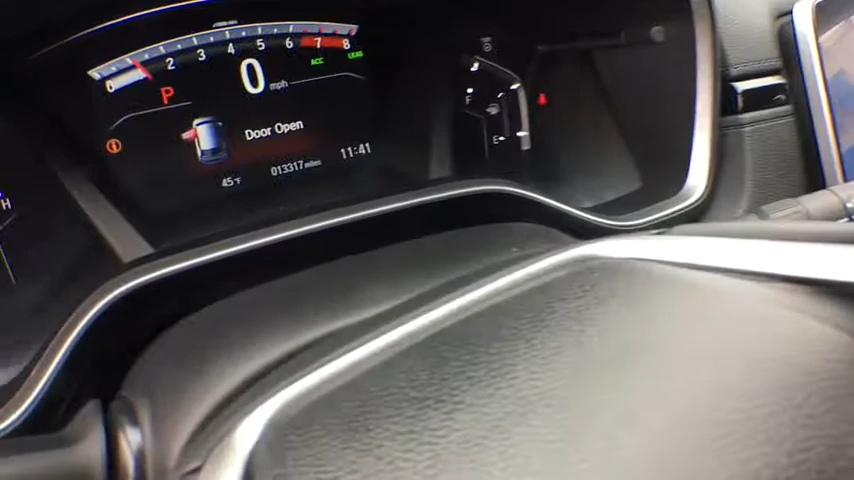 0 1 2 3 4 5 6 7 8
ACC LKAS
0 mph
P
Door Open
013317 miles
11:41
45°F
H
F
E